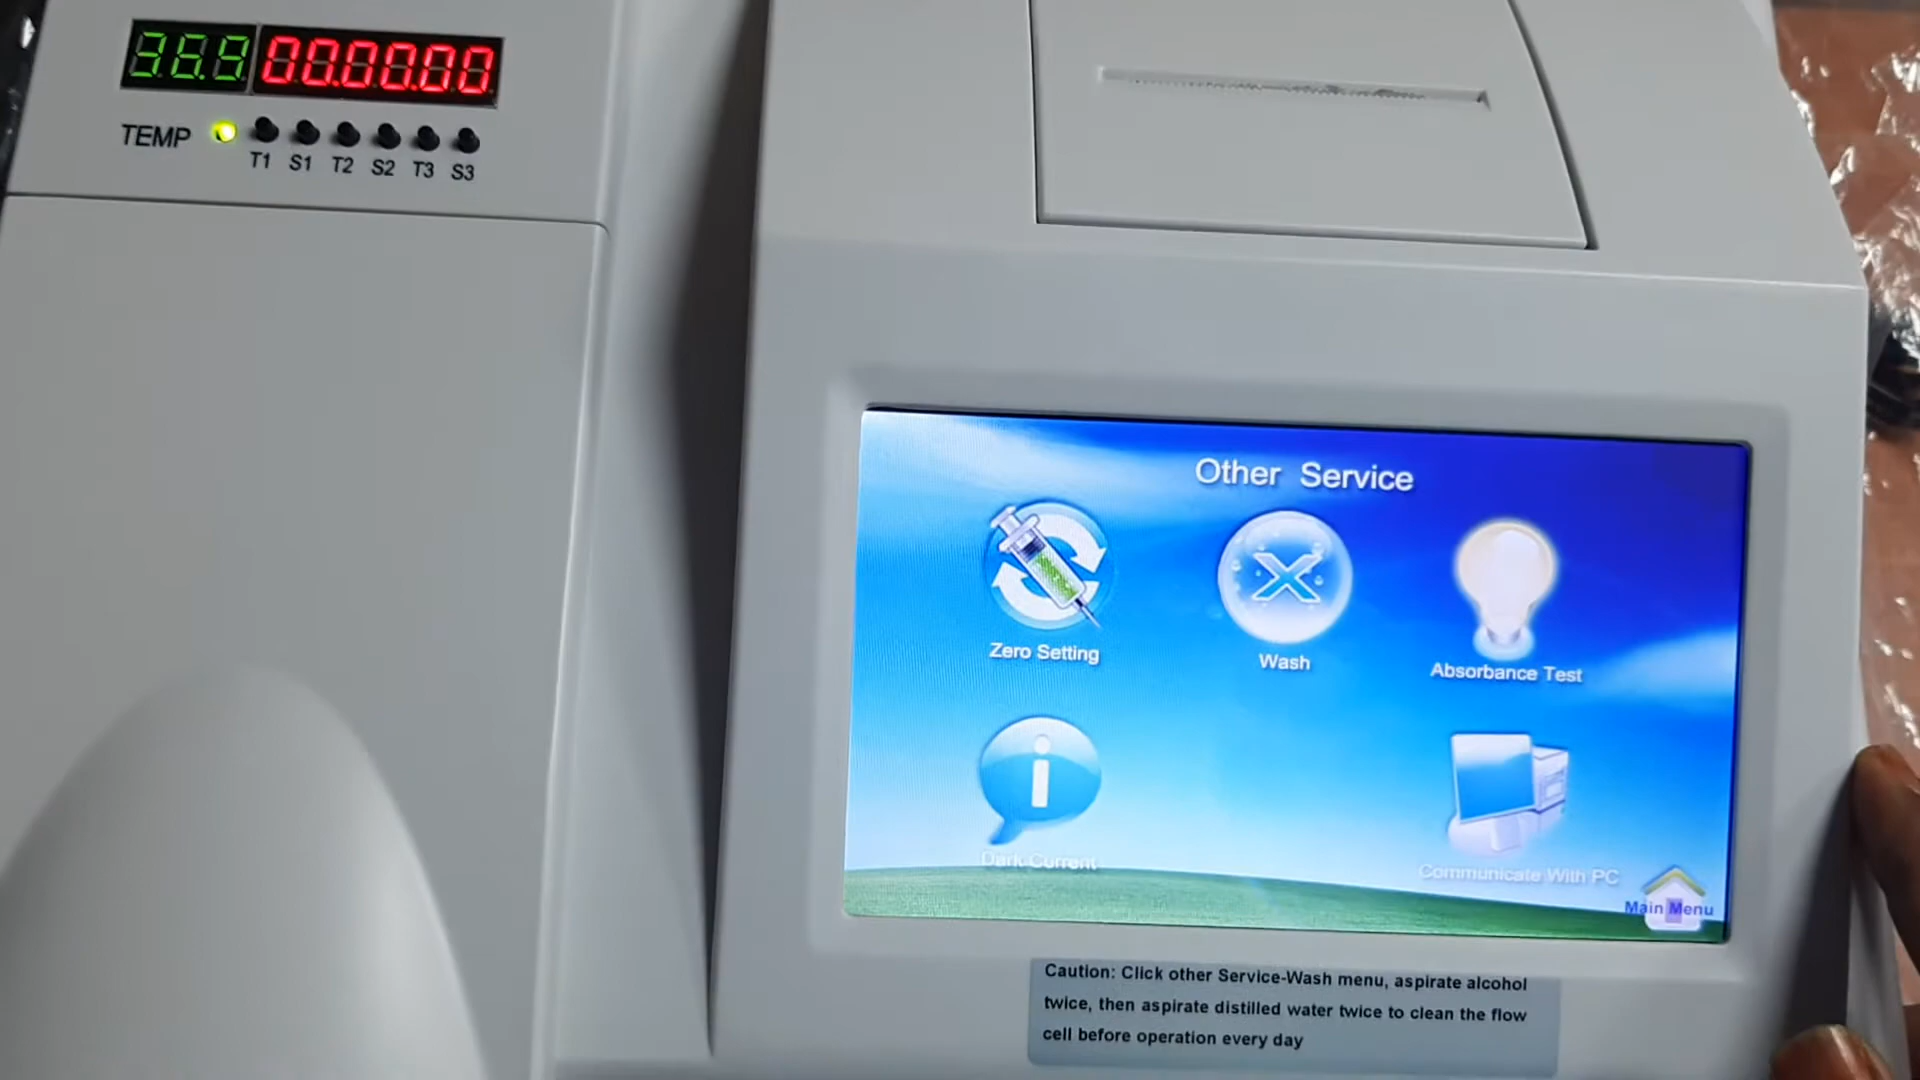 36.9 00.00.00
TEMP
T1 S1 T2 S2 T3 S3
Other Service
Zero Setting
Wash
Absorbance Test
Dark Current
Communicate With PC
Main Menu
Caution: Click other Service-Wash menu, aspirate alcohol
twice, then aspirate distilled water twice to clean the flow
cell before operation every day